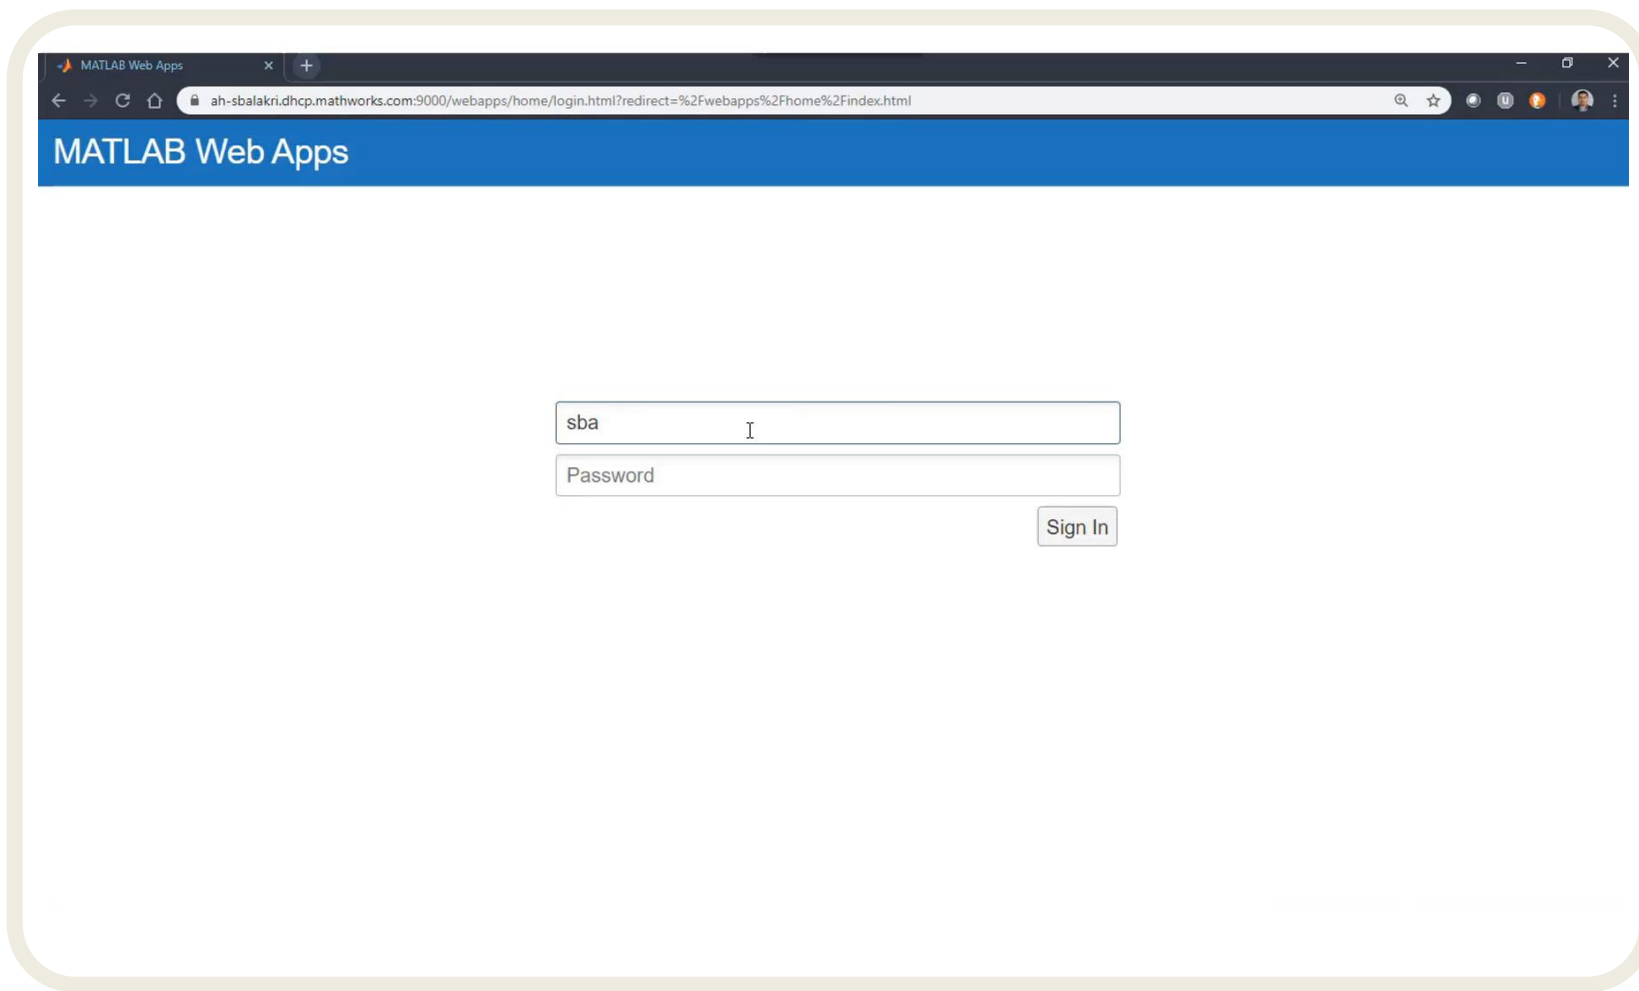 MATLAB Web Apps
ah-sbalakri.dhcp.mathworks.com:9000/webapps/home/login.html?redirect=%2Fwebapps%2Fhome%2Findex.html
MATLAB Web Apps
sba
Password
Sign In